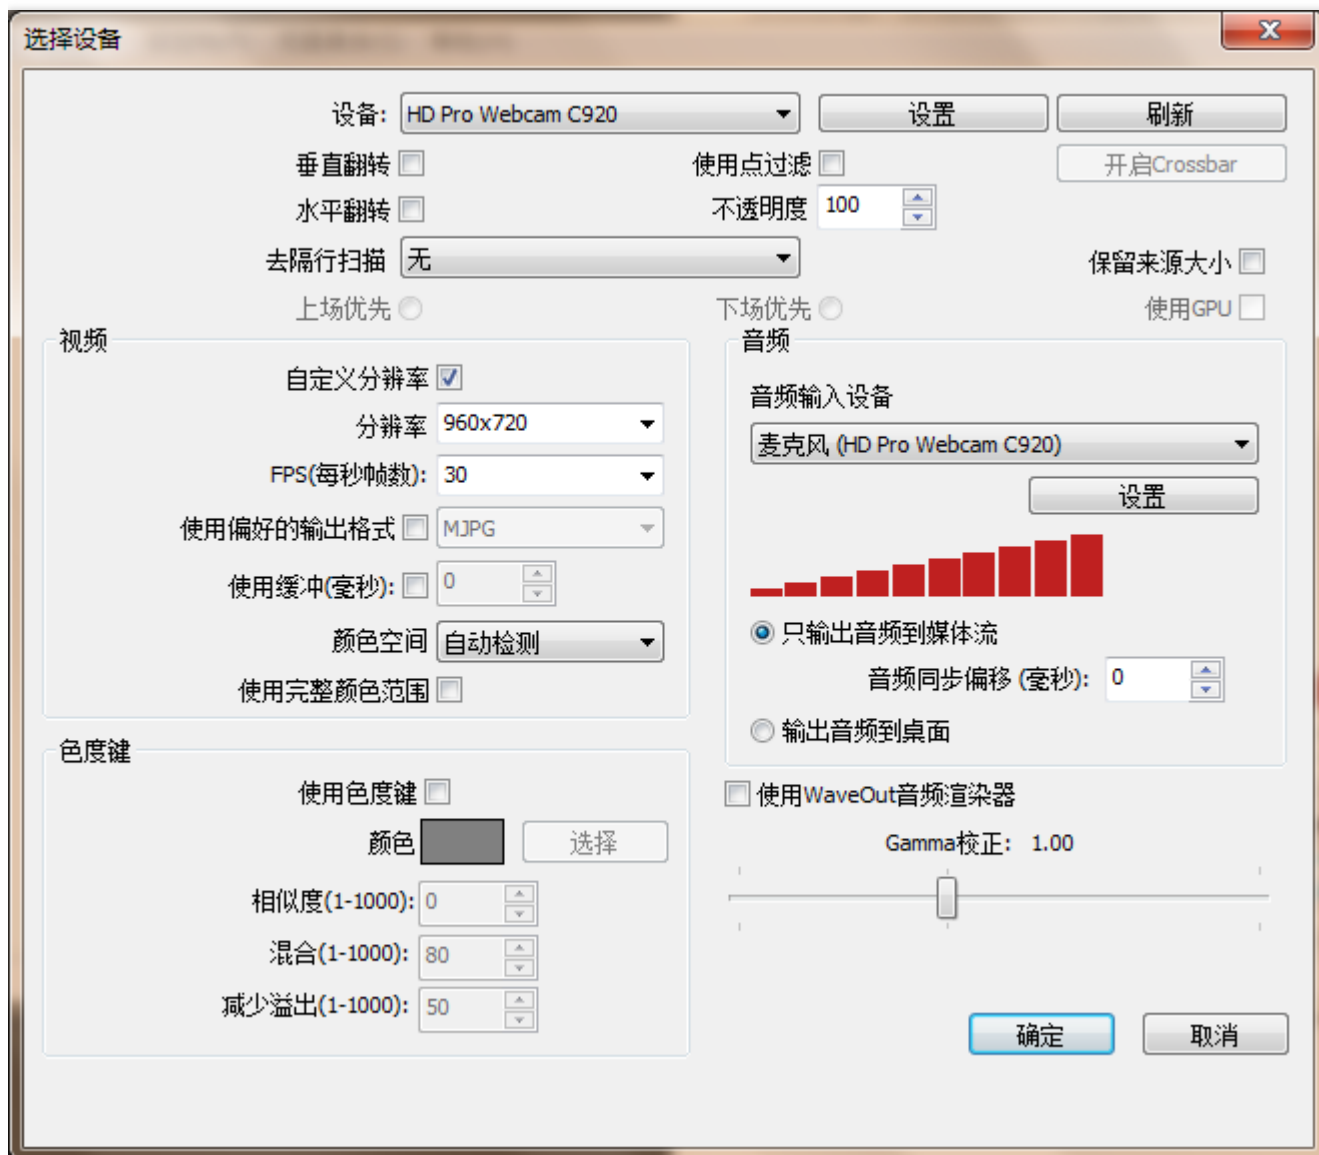 选择设备
设备: HD Pro Webcam C920 设置 刷新
垂直翻转 使用点过滤 开启Crossbar
水平翻转 不透明度 100
去隔行扫描 无 保留来源大小
上场优先 下场优先 使用GPU
视频
自定义分辨率
分辨率 960x720
FPS(每秒帧数): 30
使用偏好的输出格式 MJPG
使用缓冲(毫秒): 0
颜色空间 自动检测
使用完整颜色范围
音频
音频输入设备
麦克风 (HD Pro Webcam C920)
设置
只输出音频到媒体流
音频同步偏移 (毫秒): 0
输出音频到桌面
色度键
使用色度键
颜色 选择
相似度(1-1000): 0
混合(1-1000): 80
减少溢出(1-1000): 50
使用WaveOut音频渲染器
Gamma校正: 1.00
确定 取消